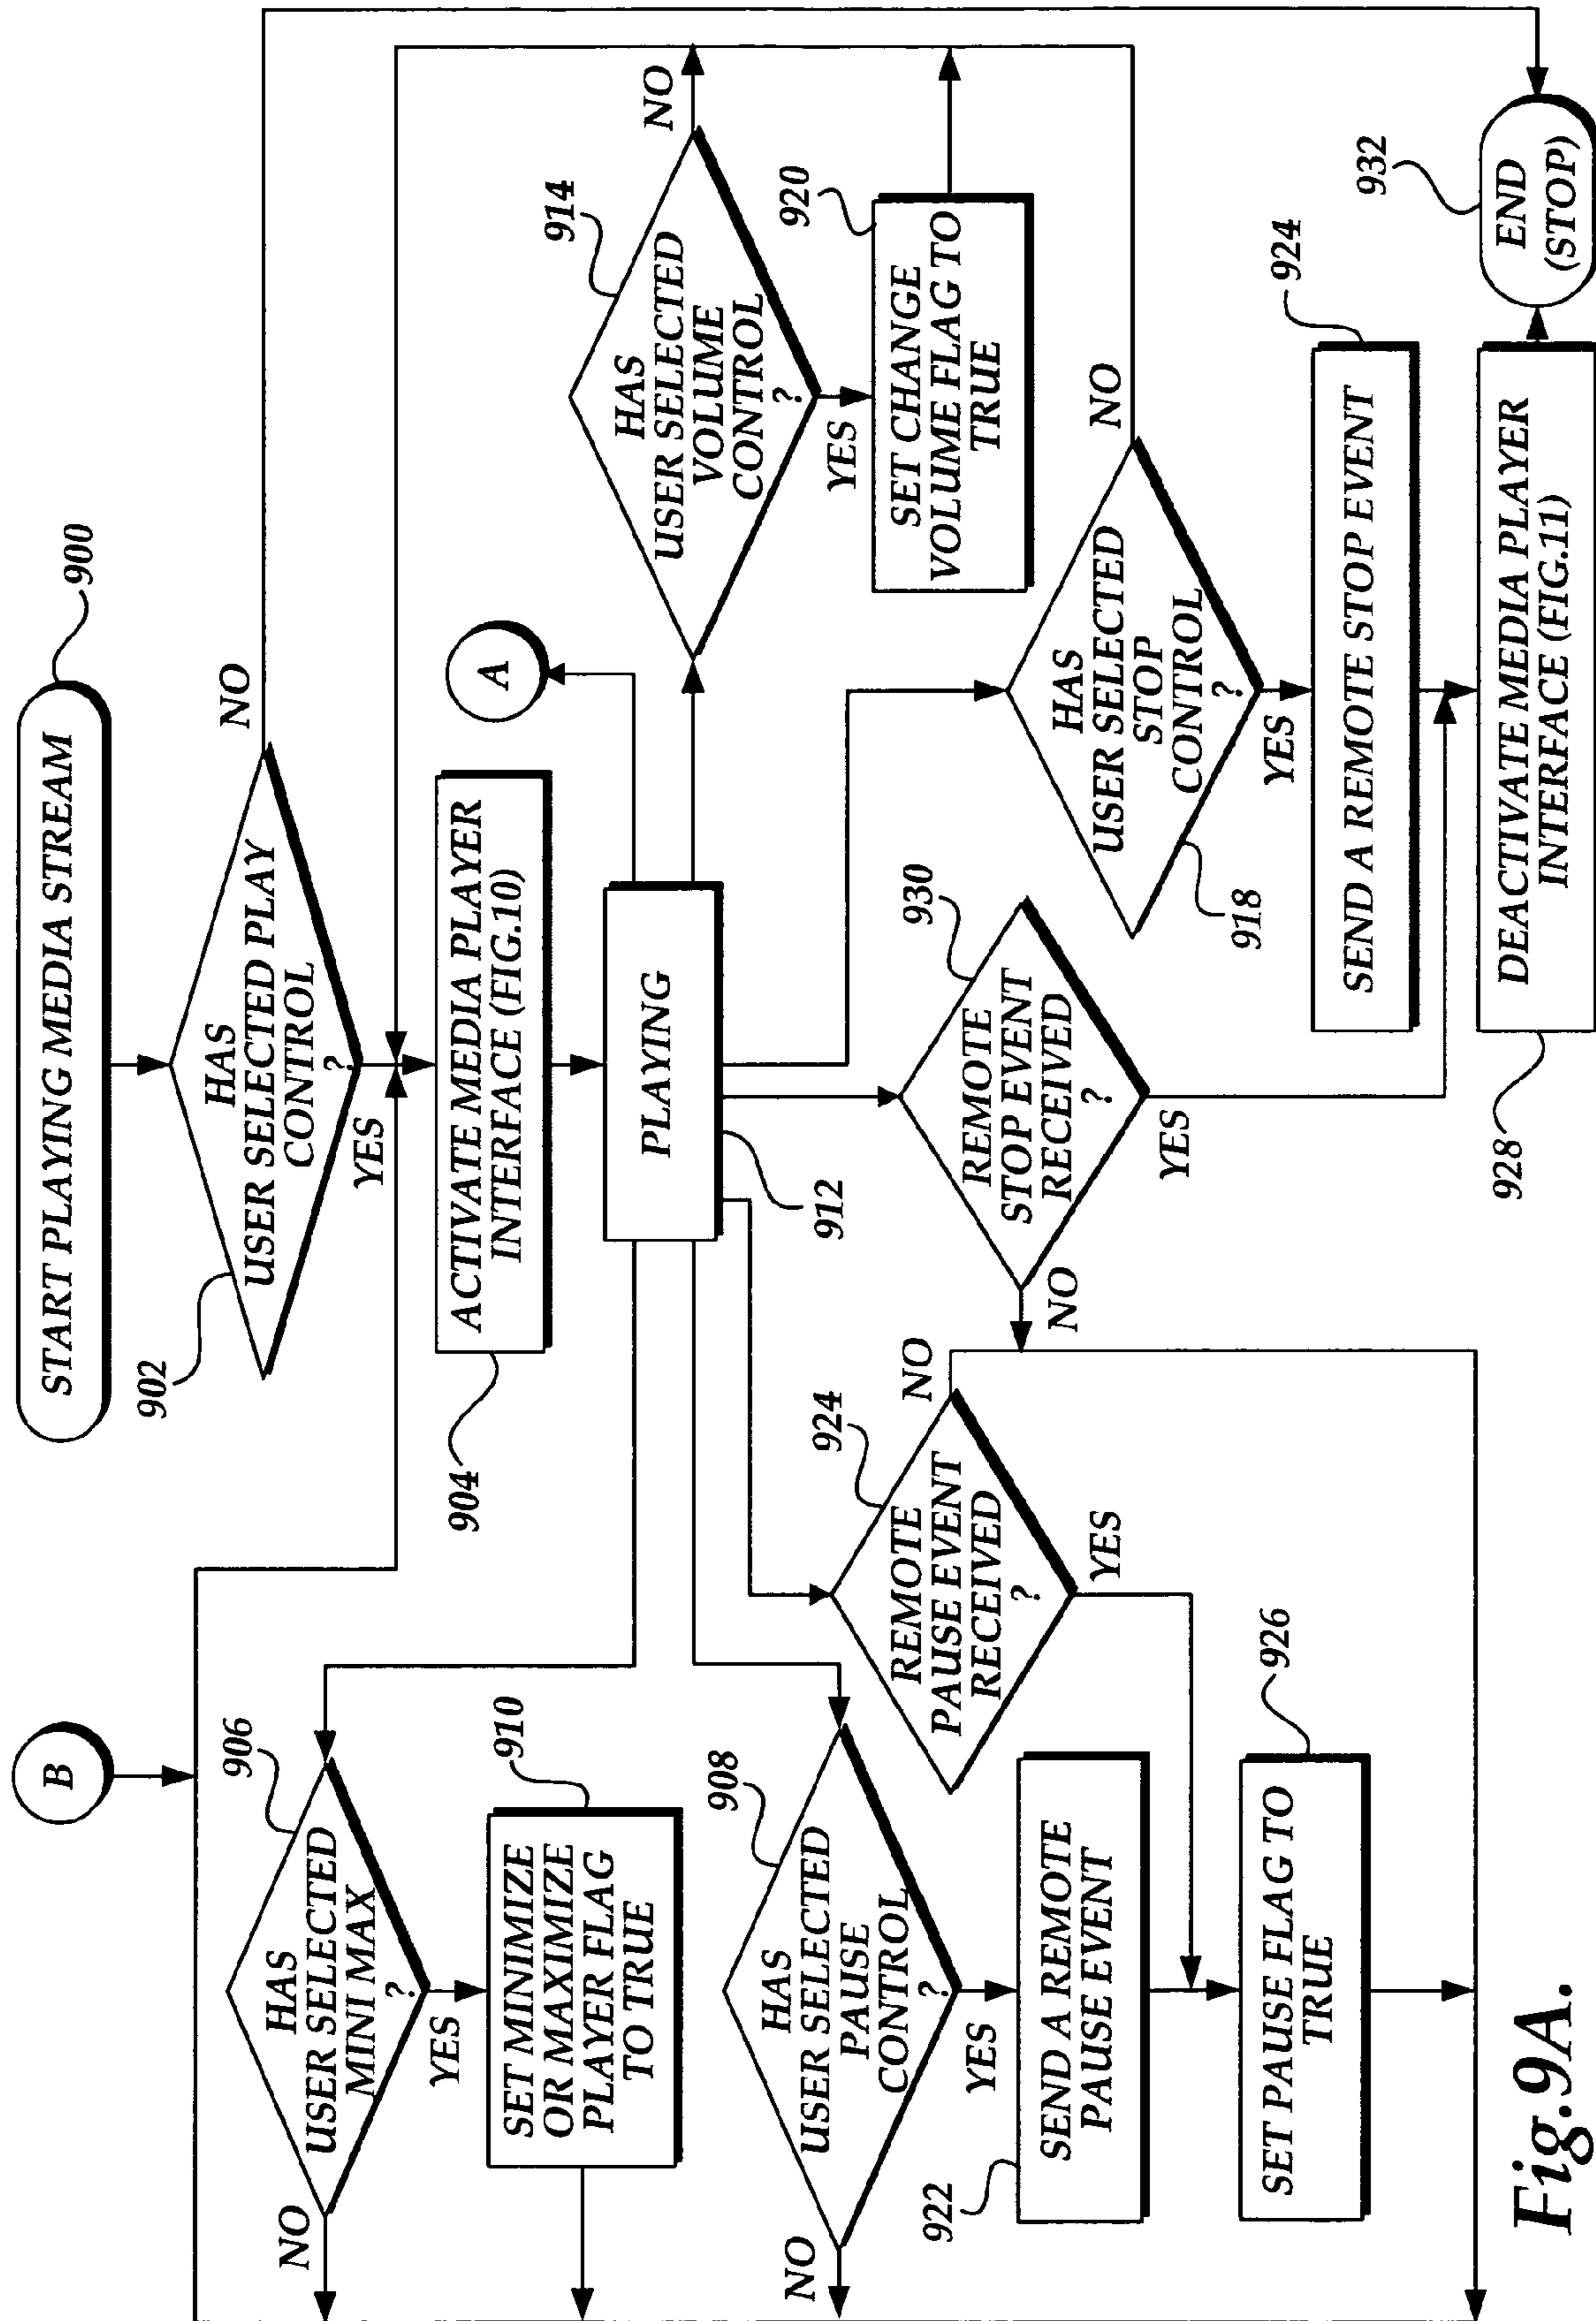 START PLAYING MEDIA STREAM
900
HAS
USER SELECTED PLAY
CONTROL
?
902
NO
YES
B
ACTIVATE MEDIA PLAYER
INTERFACE (FIG.10)
904
PLAYING
912
A
HAS
USER SELECTED
MINI MAX
?
906
NO
YES
SET MINIMIZE
OR MAXIMIZE
PLAYER FLAG
TO TRUE
910
HAS
USER SELECTED
PAUSE
CONTROL
?
908
NO
YES
SEND A REMOTE
PAUSE EVENT
922
REMOTE
PAUSE EVENT
RECEIVED
?
924
NO
YES
SET PAUSE FLAG TO
TRUE
926
REMOTE
STOP EVENT
RECEIVED
?
930
NO
YES
HAS
USER SELECTED
VOLUME
CONTROL
?
914
NO
YES
SET CHANGE
VOLUME FLAG TO
TRUE
920
HAS
USER SELECTED
STOP
CONTROL
?
918
NO
YES
SEND A REMOTE STOP EVENT
924
DEACTIVATE MEDIA PLAYER
INTERFACE (FIG.11)
928
END
(STOP)
932
Fig.9A.